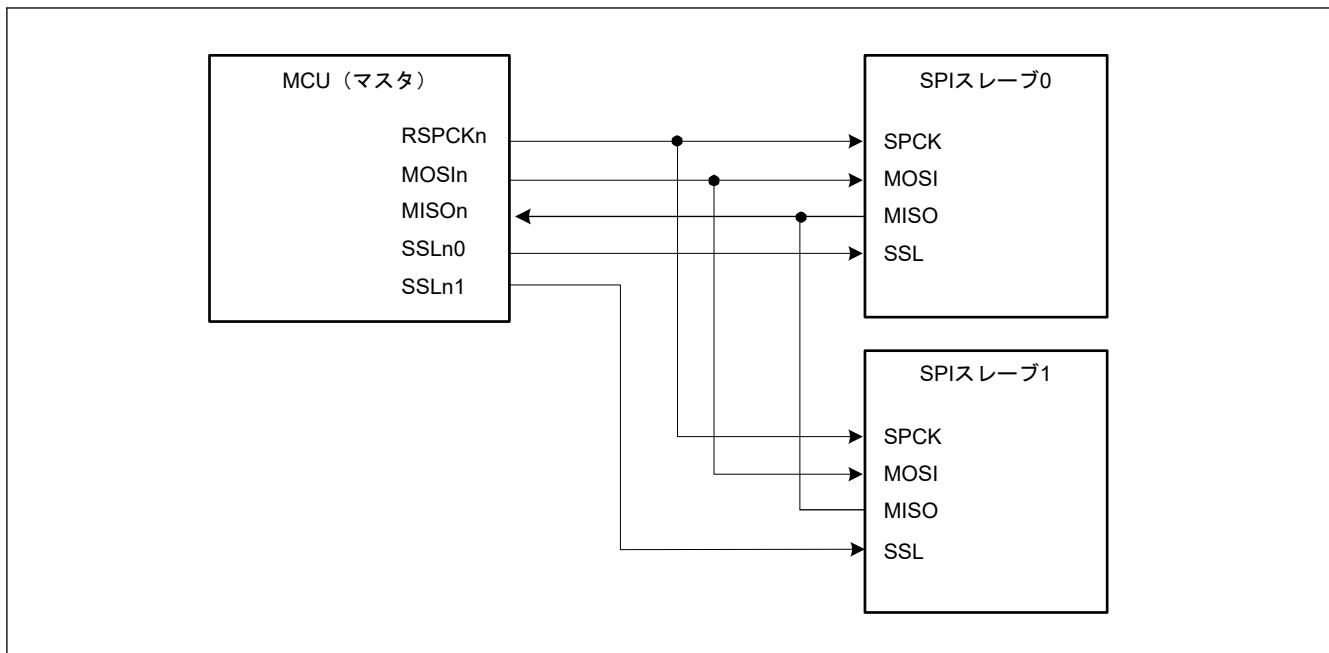 MCU（マスタ）
RSPCKn
MOSIn
MISOn
SSLn0
SSLn1
SPIスレーブ0
SPCK
MOSI
MISO
SSL
SPIスレーブ1
SPCK
MOSI
MISO
SSL